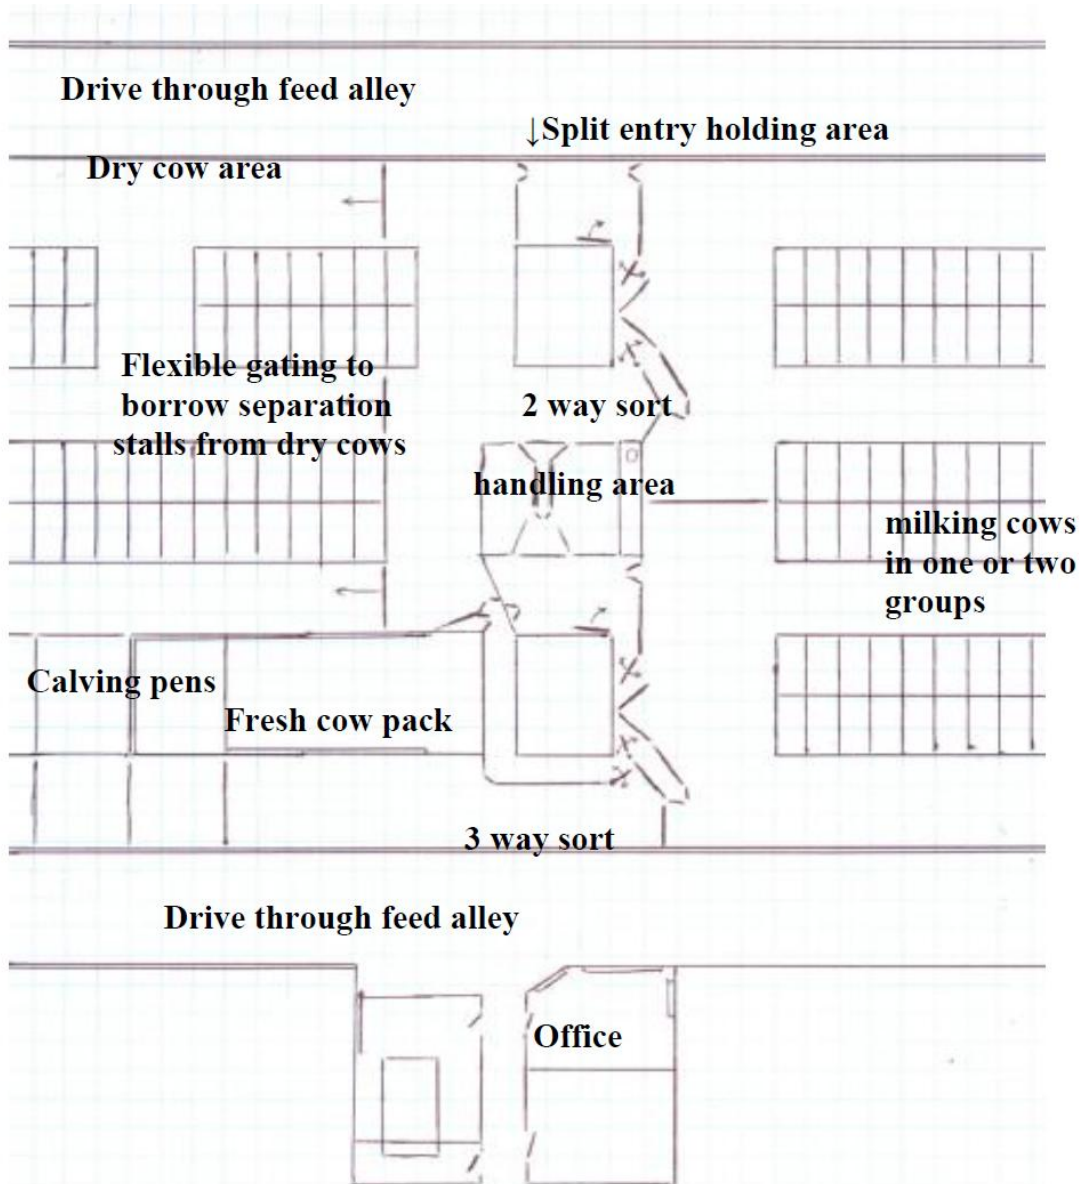 Drive through feed alley
↓Split entry holding area
Dry cow area
Flexible gating to
borrow separation
stalls from dry cows
2 way sort
handling area
milking cows
in one or two
groups
Calving pens
Fresh cow pack
3 way sort
Drive through feed alley
Office